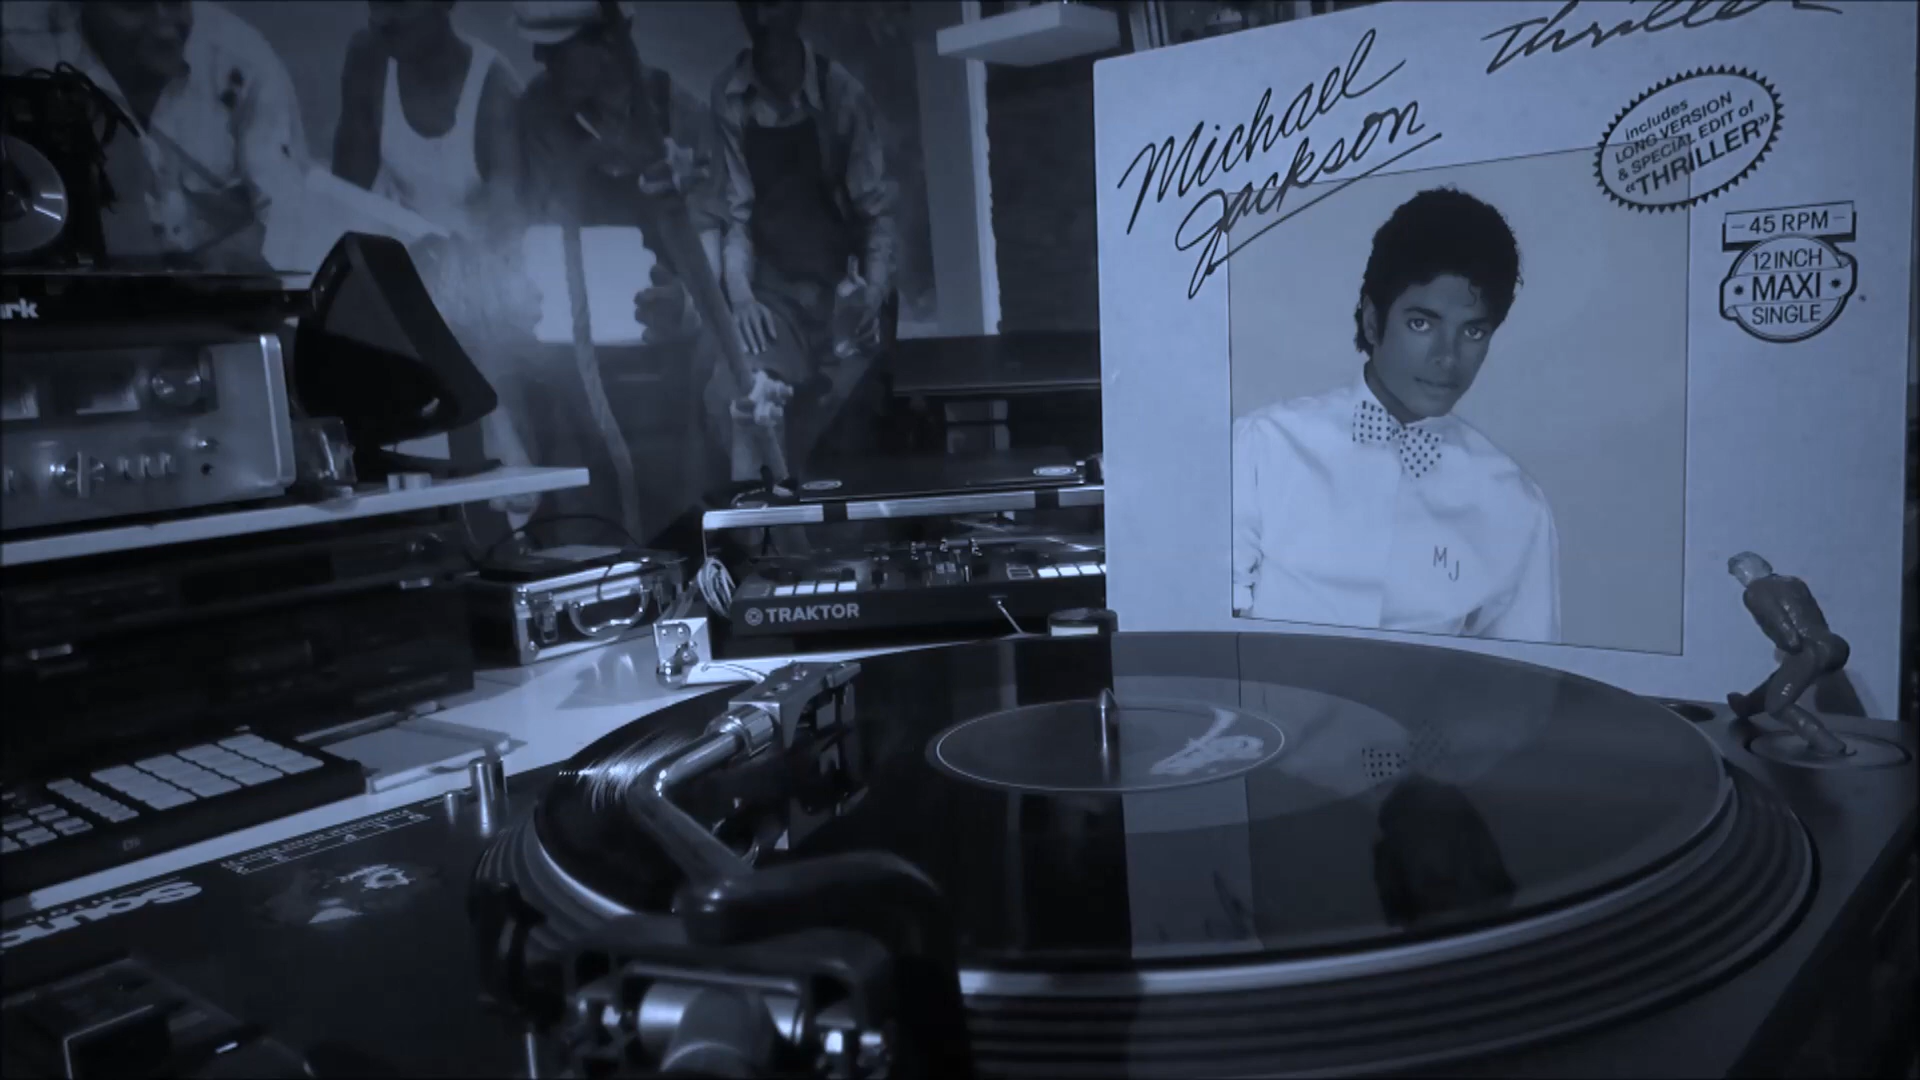 Michael
Jackson
Thriller
includes
LONG VERSION
& SPECIAL EDIT of
«THRILLER»
45 RPM
12 INCH
MAXI
SINGLE
MJ
TRAKTOR